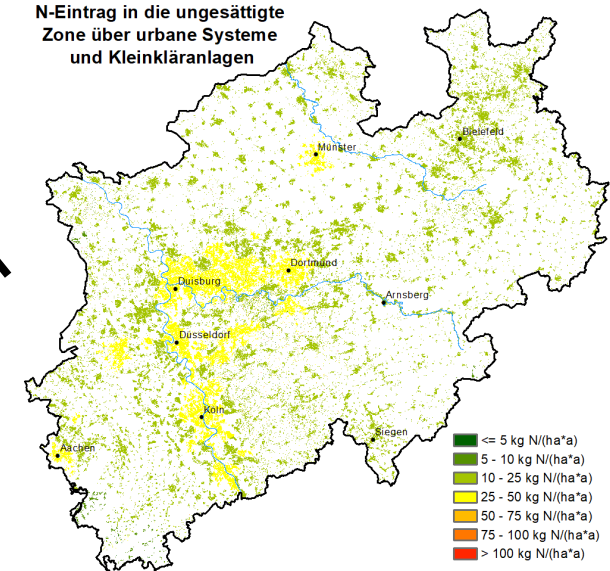 N-Eintrag in die ungesättigte
Zone über urbane Systeme
und Kleinkläranlagen
Bielefeld
Münster
Dortmund
Duisburg
Arnsberg
Düsseldorf
Köln
Siegen
Aachen
<= 5 kg N/(ha*a)
5 - 10 kg N/(ha*a)
10 - 25 kg N/(ha*a)
25 - 50 kg N/(ha*a)
50 - 75 kg N/(ha*a)
75 - 100 kg N/(ha*a)
> 100 kg N/(ha*a)